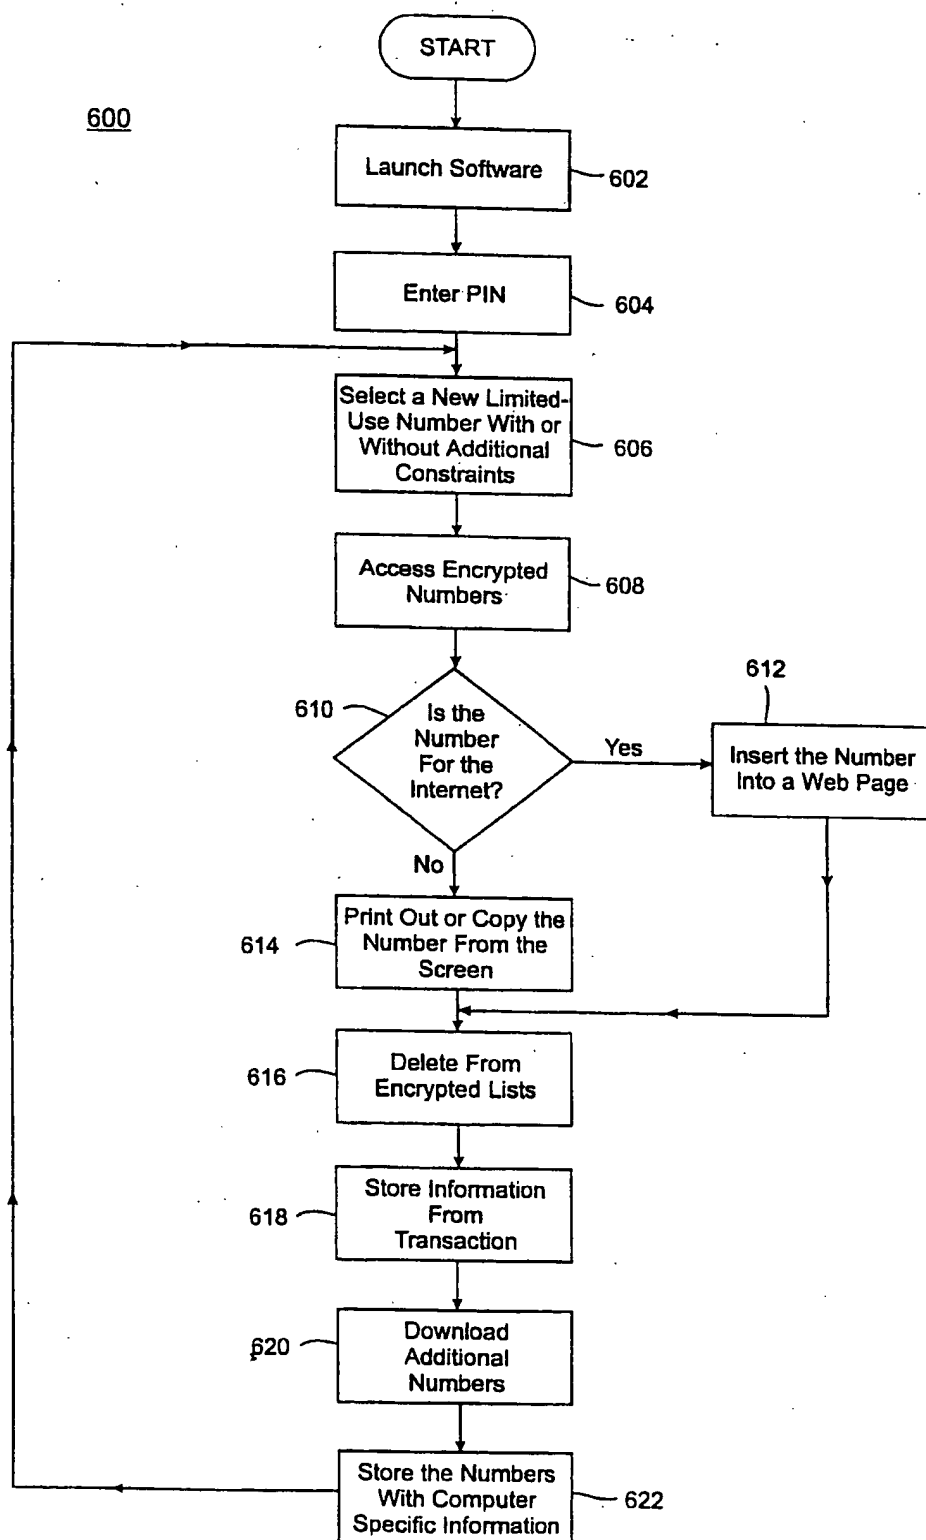 START
600
Launch Software
602
Enter PIN
604
Select a New Limited-
Use Number With or
Without Additional
Constraints
606
Access Encrypted
Numbers
608
610
Is the
Number
For the
Internet?
Yes
612
Insert the Number
Into a Web Page
No
614
Print Out or Copy the
Number From the
Screen
616
Delete From
Encrypted Lists
618
Store Information
From
Transaction
620
Download
Additional
Numbers
Store the Numbers
With Computer
Specific Information
622